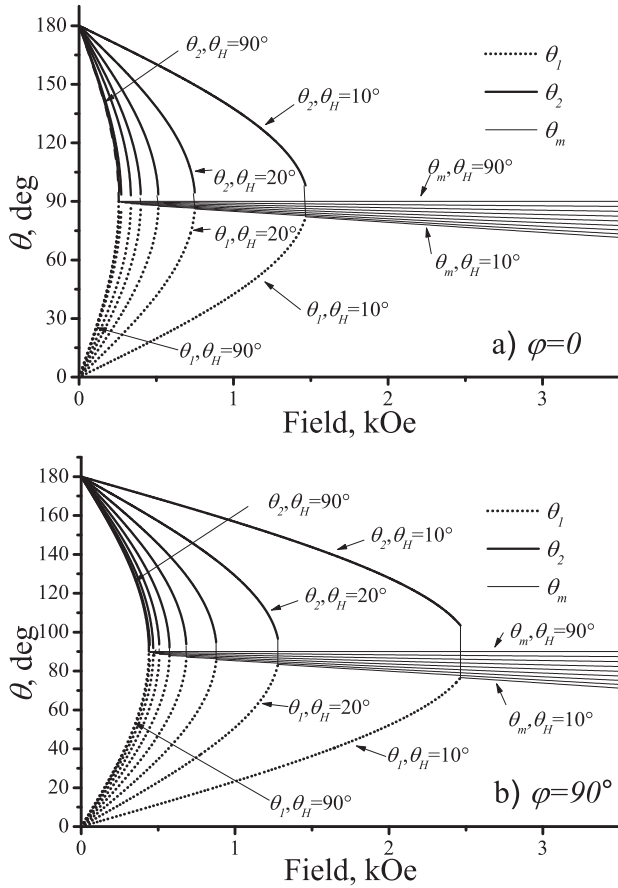 180
150
120
90
60
30
0
θ, deg
θ2,θH=90°
θ2,θH=10°
θ2,θH=20°
θ1,θH=20°
θ1,θH=10°
θ1,θH=90°
θm,θH=90°
θm,θH=10°
θ1
θ2
θm
a) φ=0
0 1 2 3
Field, kOe
180
160
140
120
100
80
60
40
20
0
θ, deg
θ2,θH=90°
θ2,θH=10°
θ2,θH=20°
θ1,θH=20°
θ1,θH=10°
θ1,θH=90°
θm,θH=90°
θm,θH=10°
θ1
θ2
θm
b) φ=90°
0 1 2 3
Field, kOe